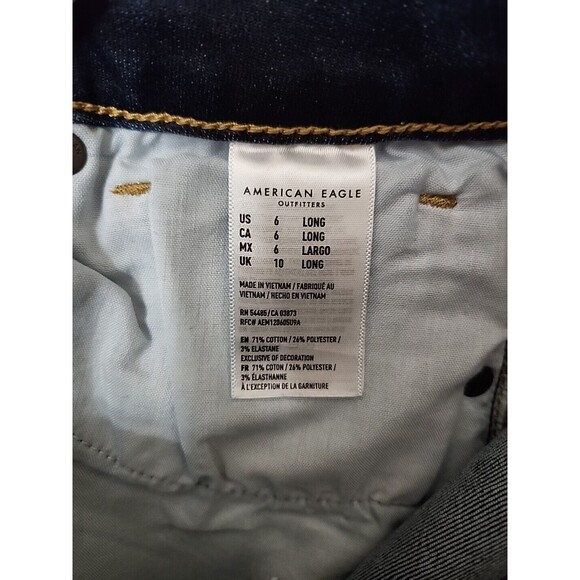 AMERICAN EAGLE
OUTFITTERS
US 6 LONG
CA 6 LONG
MX 6 LARGO
UK 10 LONG
MADE IN VIETNAM / FABRIQUÉ AU
VIETNAM / HECHO EN VIETNAM
RN 54485/CA 03873
RFC# AEM120605U9A
EN 71% COTTON / 26% POLYESTER /
3% ELASTANE
EXCLUSIVE OF DECORATION
FR 71% COTON / 26% POLYESTER /
3% ÉLASTHANNE
À L'EXCEPTION DE LA GARNITURE